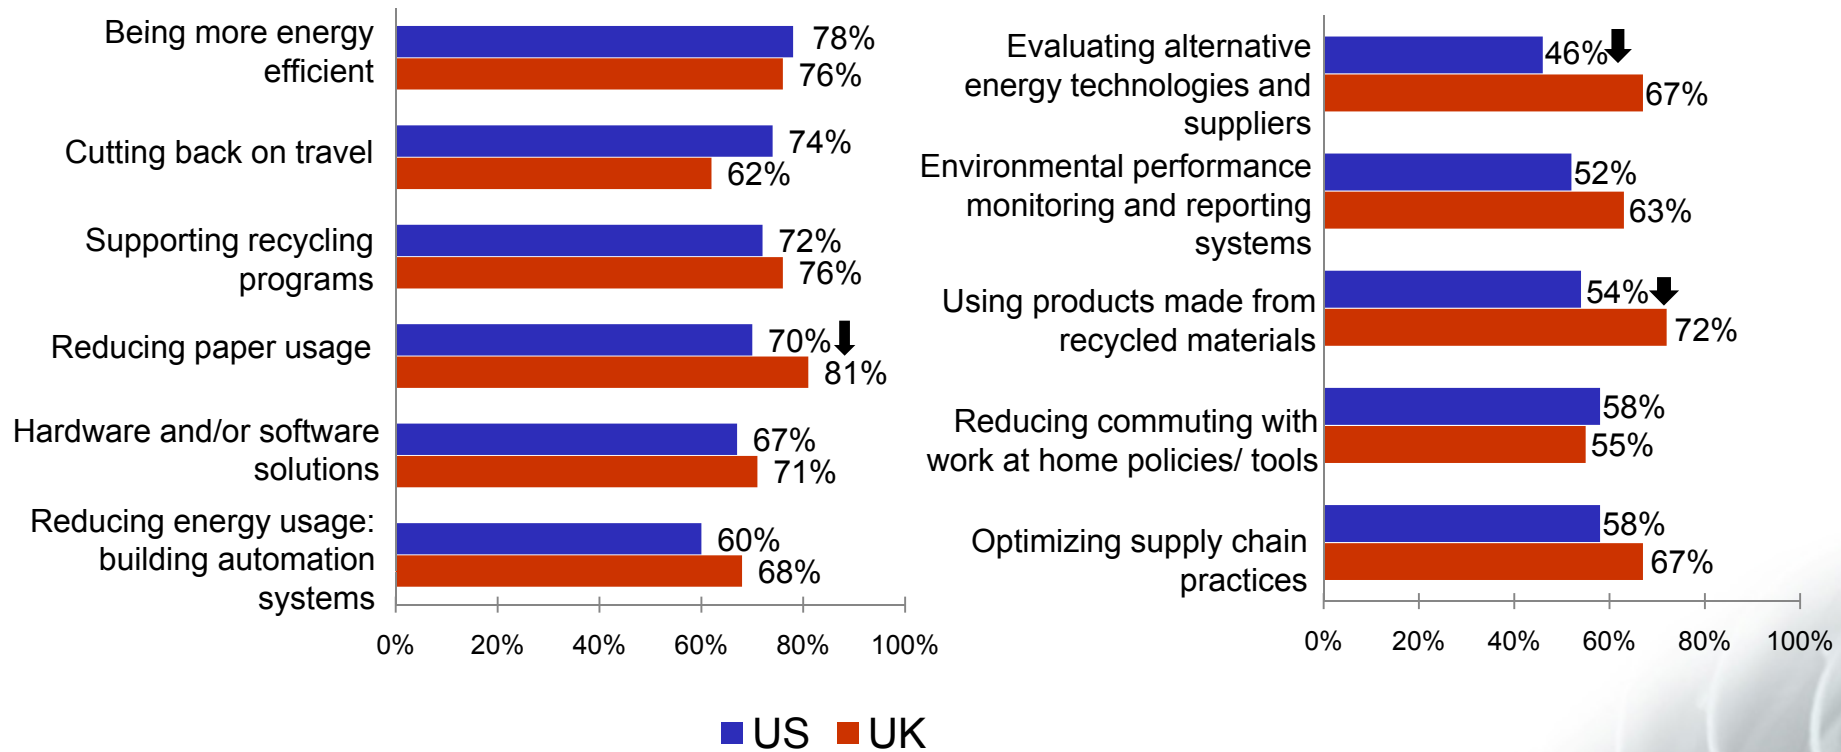 Being more energy
efficient
78%
76%
Cutting back on travel
74%
62%
Supporting recycling
programs
72%
76%
Reducing paper usage
70%
81%
Hardware and/or software
solutions
67%
71%
Reducing energy usage:
building automation
systems
60%
68%
0% 20% 40% 60% 80% 100%
Evaluating alternative
energy technologies and
suppliers
46%
67%
Environmental performance
monitoring and reporting
systems
52%
63%
Using products made from
recycled materials
54%
72%
Reducing commuting with
work at home policies/ tools
58%
55%
Optimizing supply chain
practices
58%
67%
0% 20% 40% 60% 80% 100%
US UK